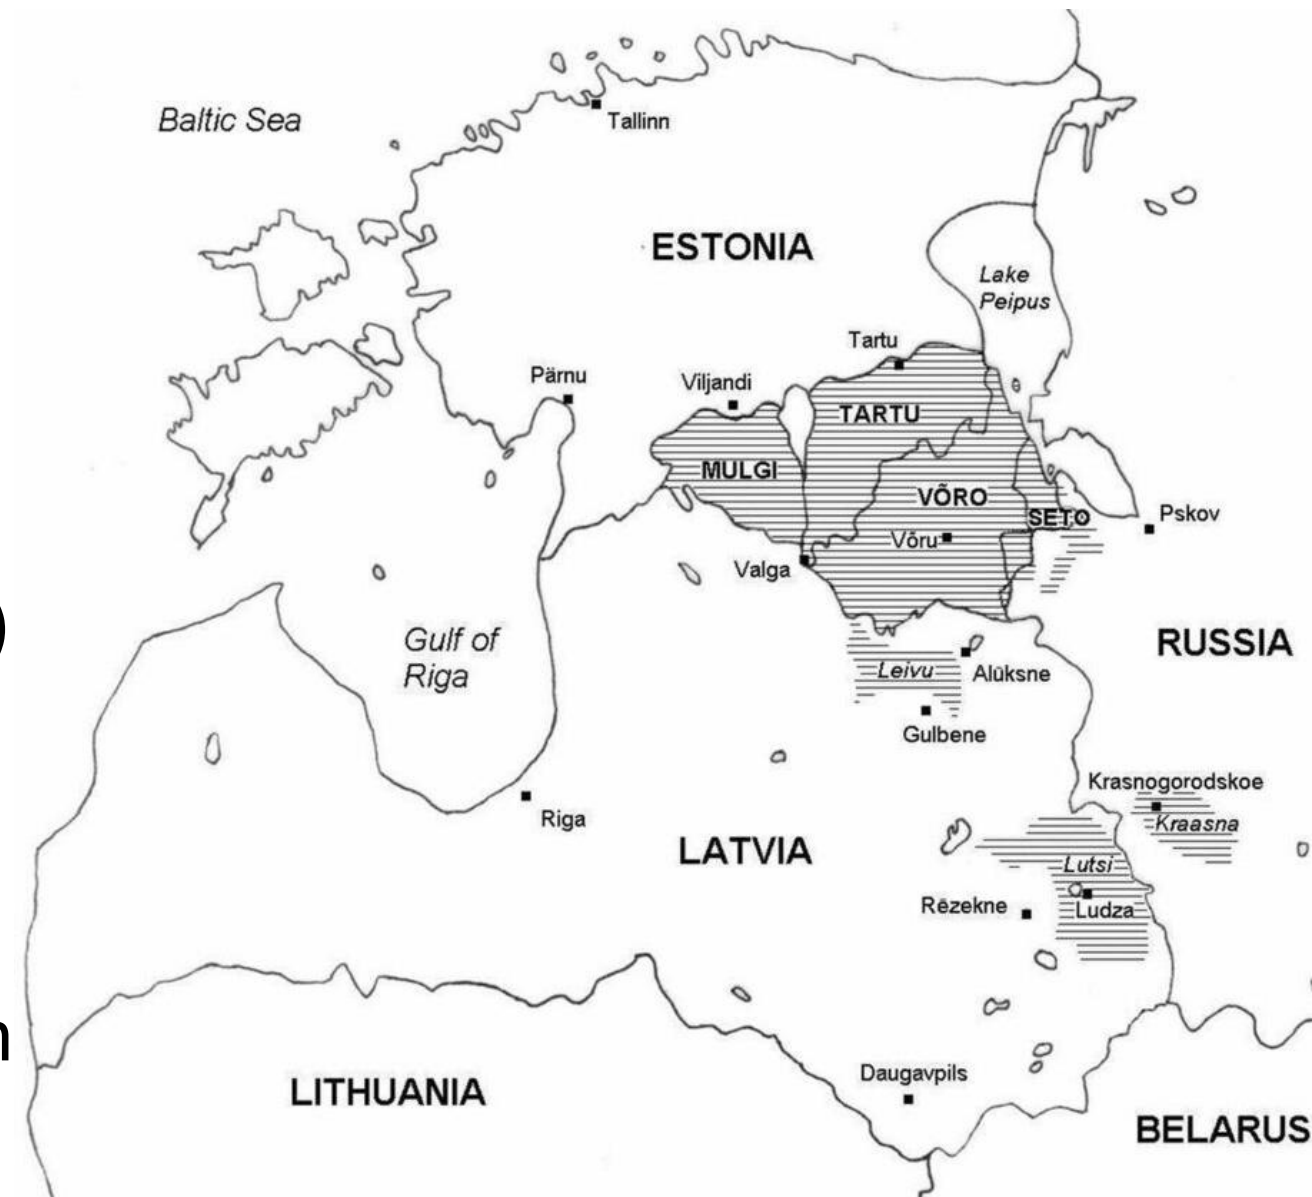 Baltic Sea
Tallinn
ESTONIA
Lake
Peipus
Tartu
Pärnu
Viljandi
TARTU
MULGI
VÕRO
SETO
Pskov
Võru
Valga
)
Gulf of
Riga
RUSSIA
Leivu
Alūksne
Gulbene
Krasnogorodskoe
Kraasna
Riga
LATVIA
Lutsi
Rēzekne
Ludza
n
Daugavpils
LITHUANIA
BELARUS